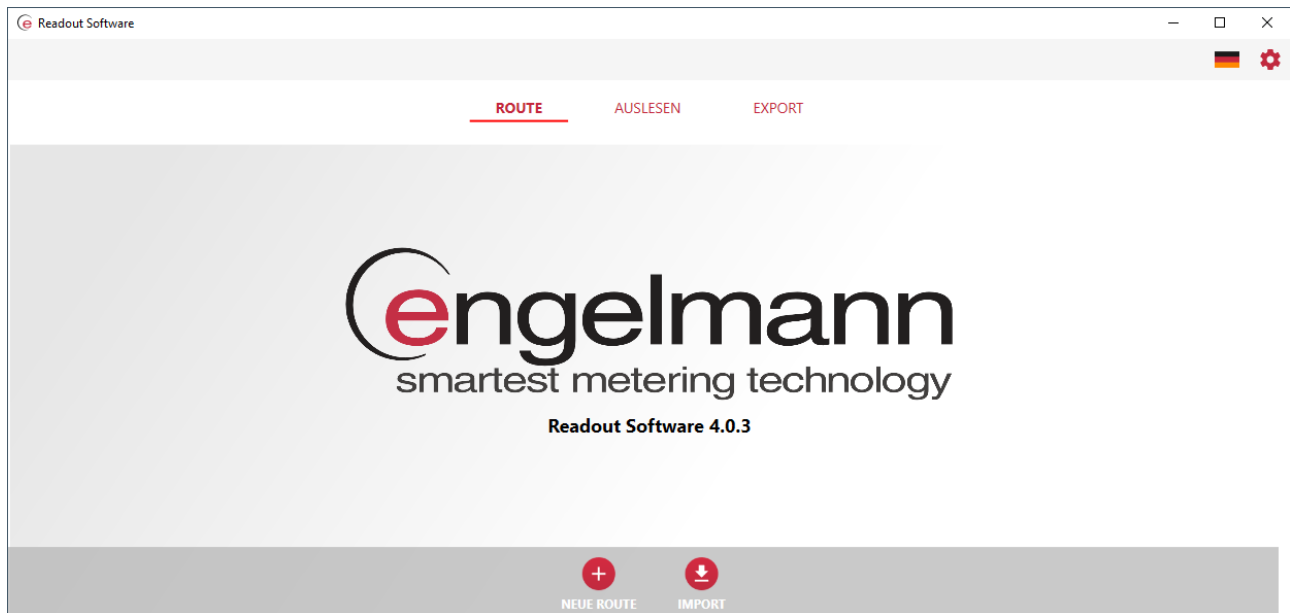 Readout Software
ROUTE AUSLESEN EXPORT
engelmann
smartest metering technology
Readout Software 4.0.3
NEUE ROUTE IMPORT